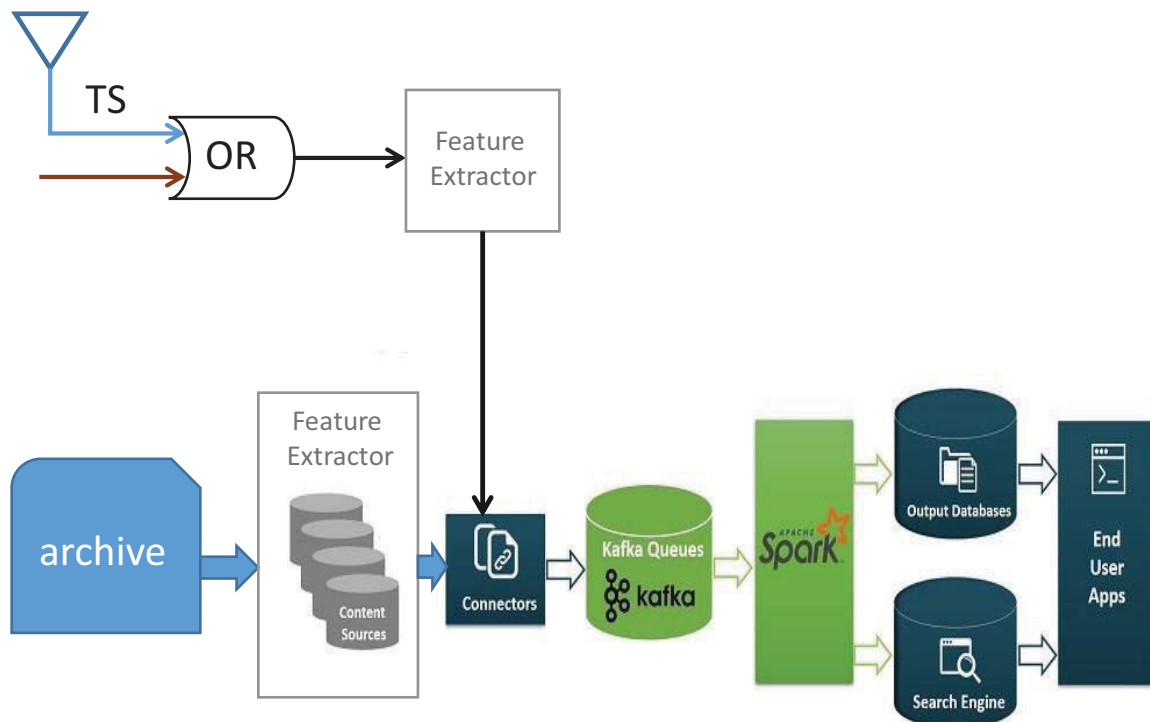 TS
OR
Feature
Extractor
Feature
Extractor
archive
Content
Sources
Connectors
Kafka Queues
kafka
APACHE
Spark
Output Databases
Search Engine
End
User
Apps